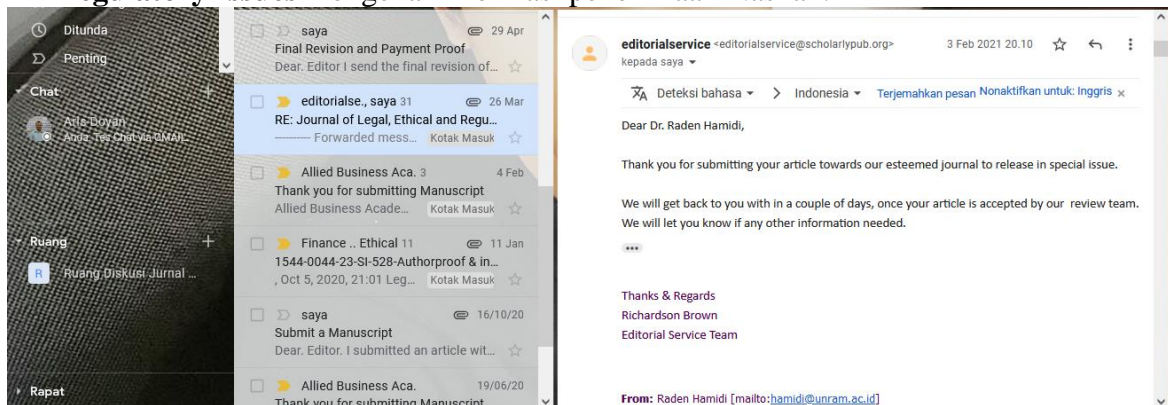 Regulatory Issues mengenai informasi penerimaan naskah.
Ditunda
Penting
Chat
Aris Doyan
Anda: Tes Chat via GMAIL
Ruang
R Ruang Diskusi Jurnal ...
Rapat
saya 29 Apr
Final Revision and Payment Proof
Dear. Editor I send the final revision of...
editorialse., saya 31 26 Mar
RE: Journal of Legal, Ethical and Regu...
---------- Forwarded mess... Kotak Masuk
Allied Business Aca. 3 4 Feb
Thank you for submitting Manuscript
Allied Business Acade... Kotak Masuk
Finance .. Ethical 11 11 Jan
1544-0044-23-SI-528-Authorproof & in...
, Oct 5, 2020, 21:01 Leg... Kotak Masuk
saya 16/10/20
Submit a Manuscript
Dear. Editor. I submitted an article wit...
Allied Business Aca. 19/06/20
Thank you for submitting Manuscript
editorialservice <editorialservice@scholarlypub.org> 3 Feb 2021 20.10
kepada saya
Deteksi bahasa > Indonesia Terjemahkan pesan Nonaktifkan untuk: Inggris x
Dear Dr. Raden Hamidi,
Thank you for submitting your article towards our esteemed journal to release in special issue.
We will get back to you with in a couple of days, once your article is accepted by our review team.
We will let you know if any other information needed.
...
Thanks & Regards
Richardson Brown
Editorial Service Team
From: Raden Hamidi [mailto:hamidi@unram.ac.id]